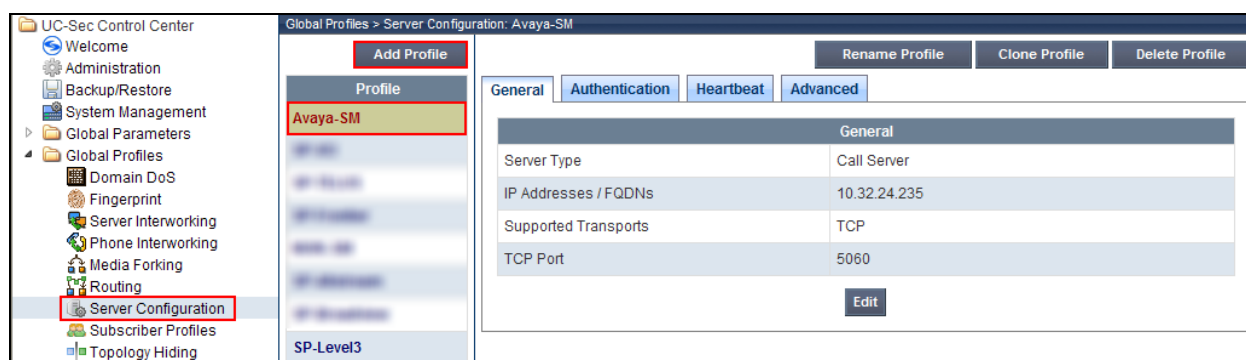 UC-Sec Control Center
Welcome
Administration
Backup/Restore
System Management
Global Parameters
Global Profiles
Domain DoS
Fingerprint
Server Interworking
Phone Interworking
Media Forking
Routing
Server Configuration
Subscriber Profiles
Topology Hiding
Global Profiles > Server Configuration: Avaya-SM
Add Profile
Rename Profile
Clone Profile
Delete Profile
Profile
Avaya-SM
SP-Level3
General
Authentication
Heartbeat
Advanced
General
Server Type
Call Server
IP Addresses / FQDNs
10.32.24.235
Supported Transports
TCP
TCP Port
5060
Edit